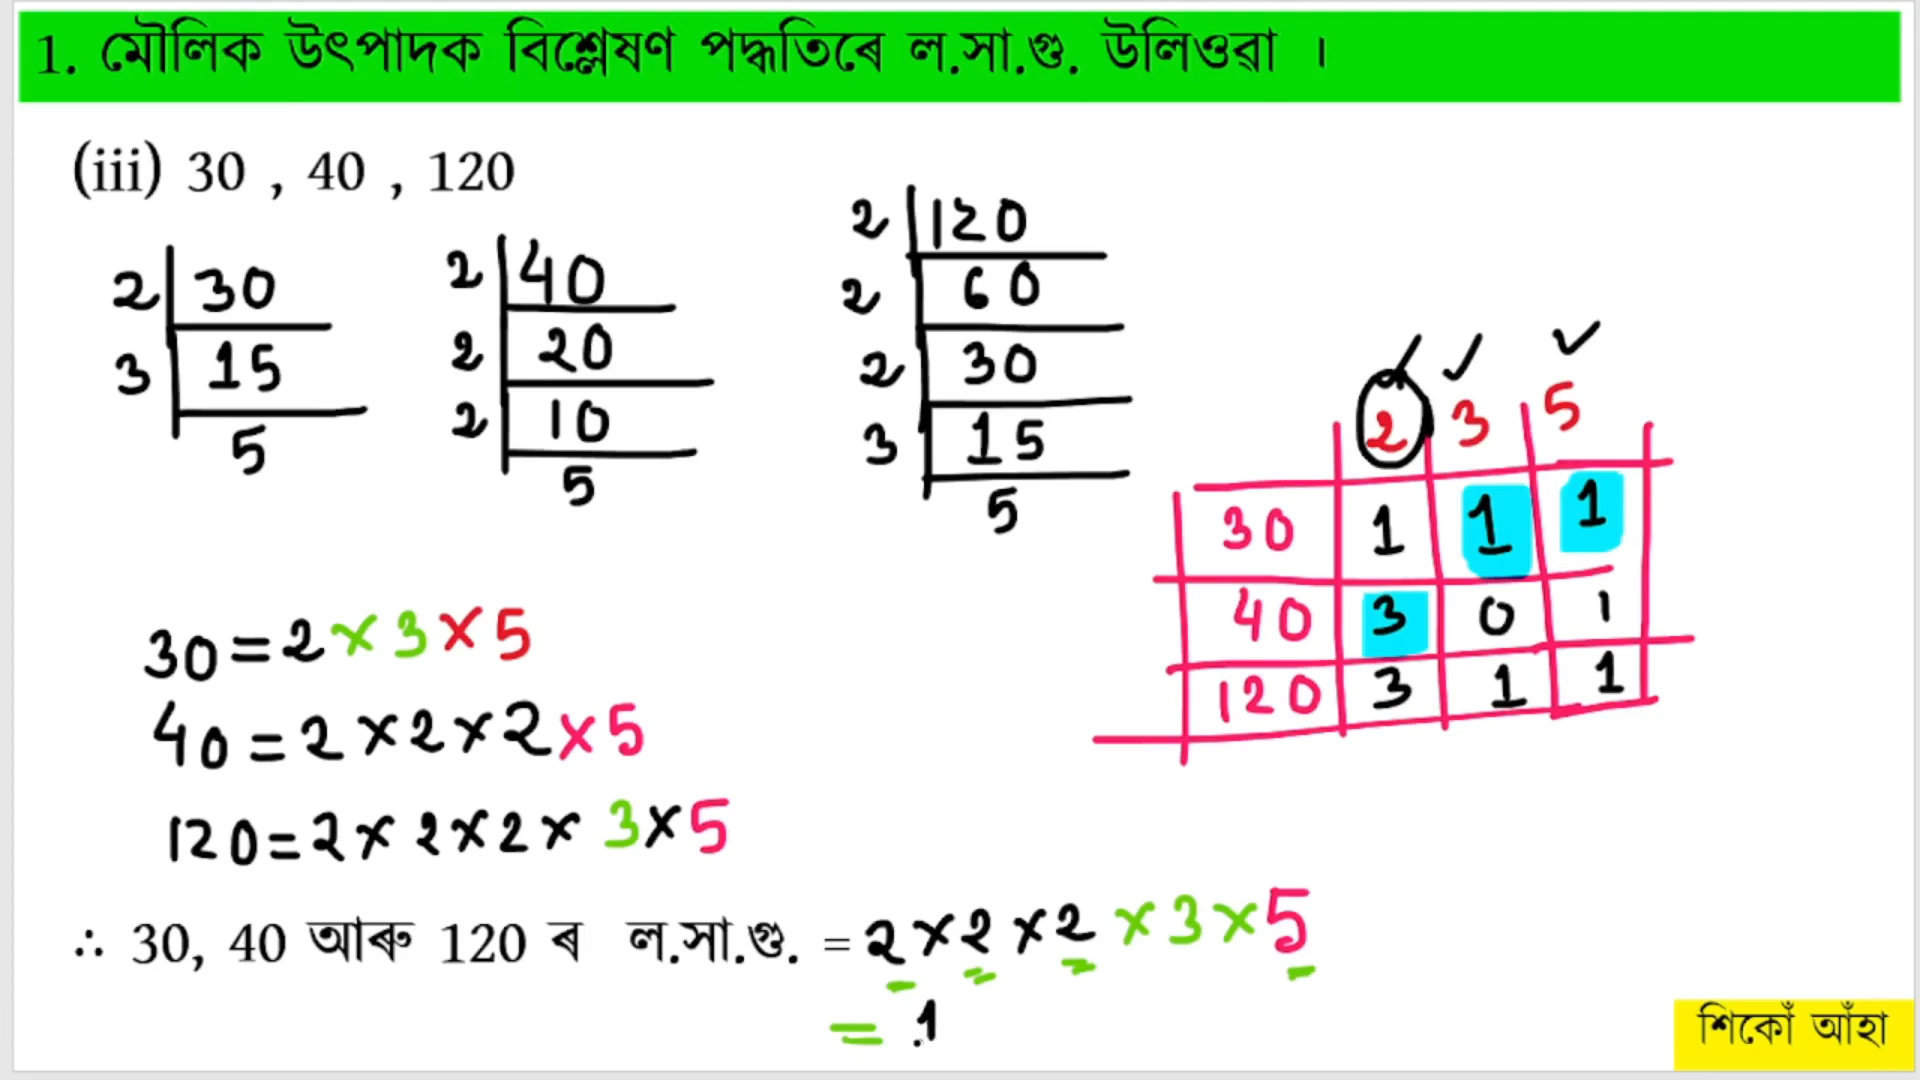 1. মৌলিক উৎপাদক বিশ্লেষণ পদ্ধতিৰে ল.সা.গু. উলিওৱা ।
(iii) 30 , 40 , 120
2 30
3 15
5
2 40
2 20
2 10
5
2 120
2 60
2 30
3 15
5
2 3 5
30 1 1 1
40 3 0 1
120 3 1 1
30 = 2 × 3 × 5
40 = 2 × 2 × 2 × 5
120 = 2 × 2 × 2 × 3 × 5
∴ 30, 40 আৰু 120 ৰ ল.সা.গু. = 2 × 2 × 2 × 3 × 5
= 1
শিকোঁ আঁহা